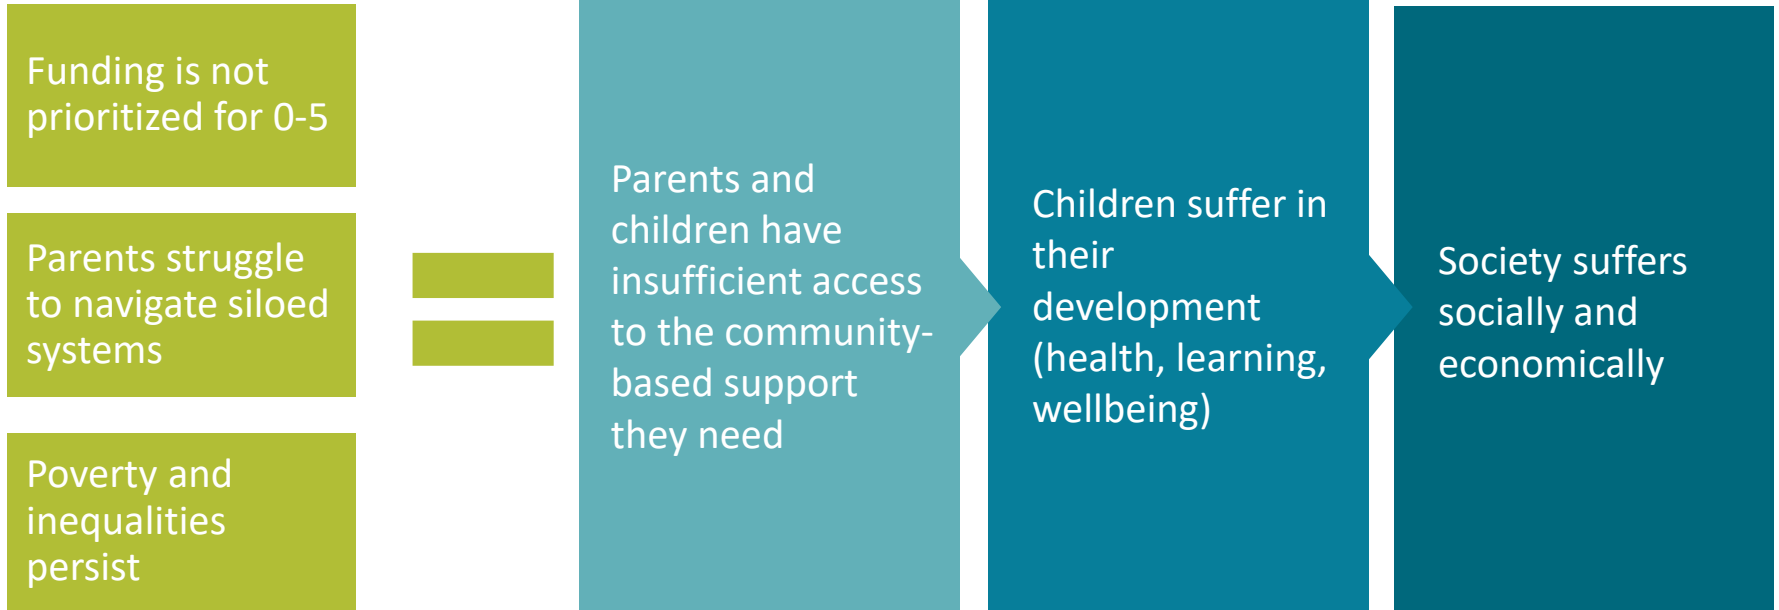 Funding is not
prioritized for 0-5
Parents struggle
to navigate siloed
systems
Poverty and
inequalities
persist
Parents and
children have
insufficient access
to the community-
based support
they need
Children suffer in
their
development
(health, learning,
wellbeing)
Society suffers
socially and
economically